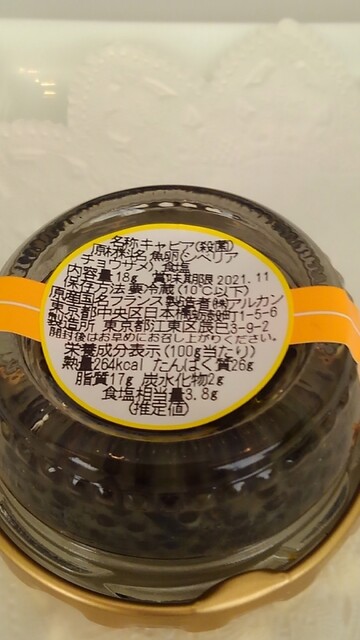 名称キャビア(殺菌)
原材料名 魚卵(シベリア
チョウザメ)、食塩
内容量 18g 賞味期限 2021.11
保存方法 要冷蔵(10℃以下)
原産国名フランス 製造者 ㈱アルカン
東京都中央区日本橋蛎殻町1-5-6
製造所 東京都江東区辰巳3-9-2
開封後はお早めにお召し上がりください。
栄養成分表示(100g当たり)
熱量264kcal たんぱく質26g
脂質17g 炭水化物2g
食塩相当量3.8g
(推定値)